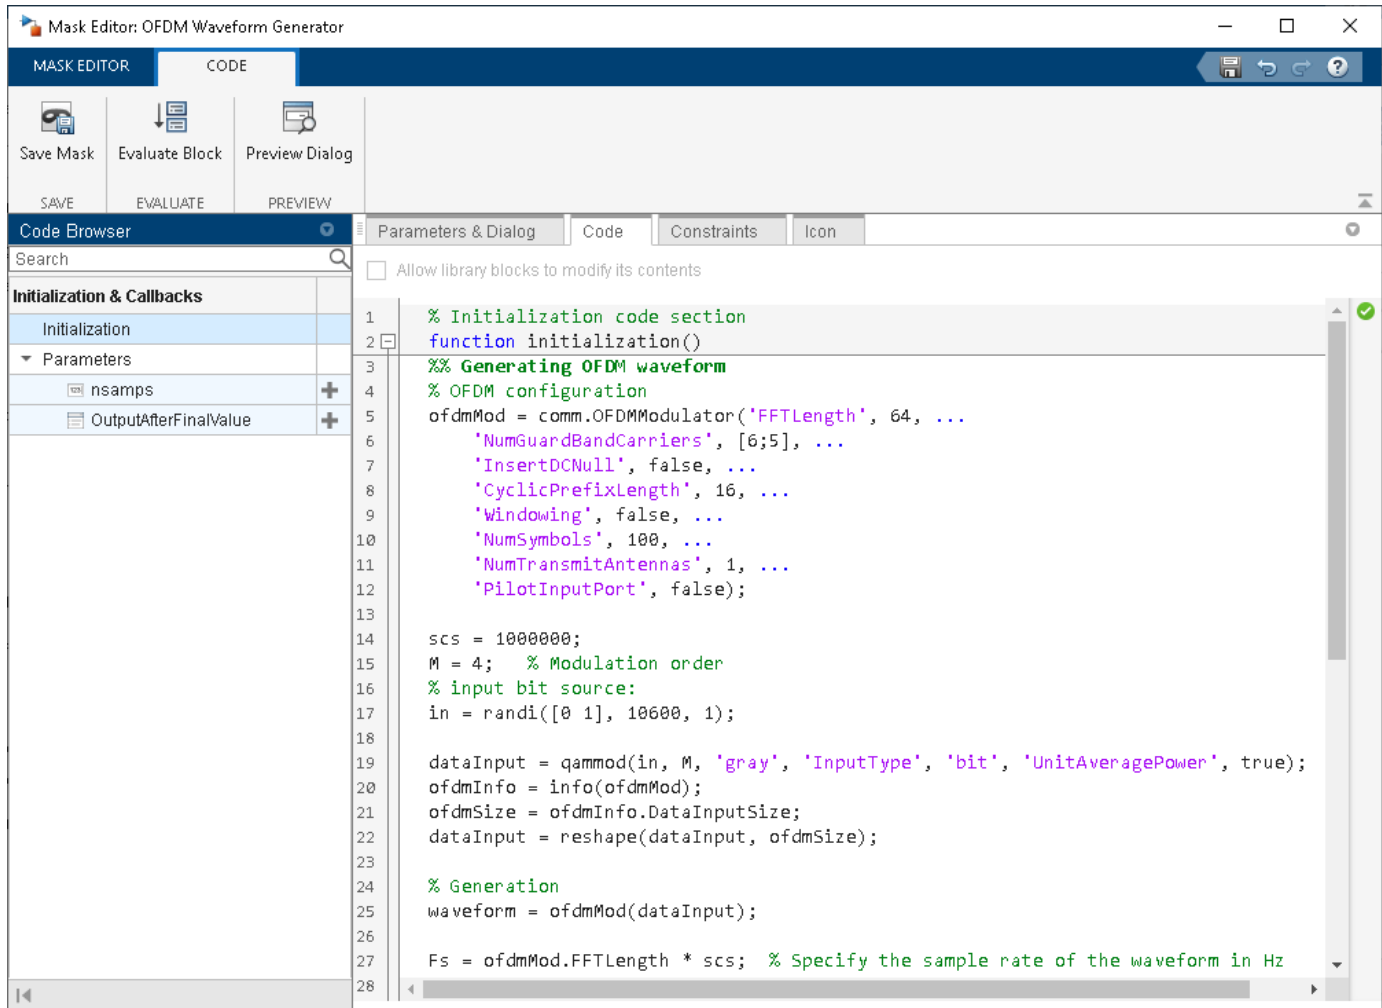 Mask Editor: OFDM Waveform Generator
MASK EDITOR
CODE
Save Mask
Evaluate Block
Preview Dialog
SAVE
EVALUATE
PREVIEW
Code Browser
Search
Initialization & Callbacks
Initialization
Parameters
nsamps
OutputAfterFinalValue
Parameters & Dialog
Code
Constraints
Icon
Allow library blocks to modify its contents
1 % Initialization code section
2 function initialization()
3 %% Generating OFDM waveform
4 % OFDM configuration
5 ofdmMod = comm.OFDMModulator('FFTLength', 64, ...
6 'NumGuardBandCarriers', [6;5], ...
7 'InsertDCNull', false, ...
8 'CyclicPrefixLength', 16, ...
9 'Windowing', false, ...
10 'NumSymbols', 100, ...
11 'NumTransmitAntennas', 1, ...
12 'PilotInputPort', false);
13
14 scs = 1000000;
15 M = 4; % Modulation order
16 % input bit source:
17 in = randi([0 1], 10600, 1);
18
19 dataInput = qammod(in, M, 'gray', 'InputType', 'bit', 'UnitAveragePower', true);
20 ofdmInfo = info(ofdmMod);
21 ofdmSize = ofdmInfo.DataInputSize;
22 dataInput = reshape(dataInput, ofdmSize);
23
24 % Generation
25 waveform = ofdmMod(dataInput);
26
27 Fs = ofdmMod.FFTLength * scs; % Specify the sample rate of the waveform in Hz
28